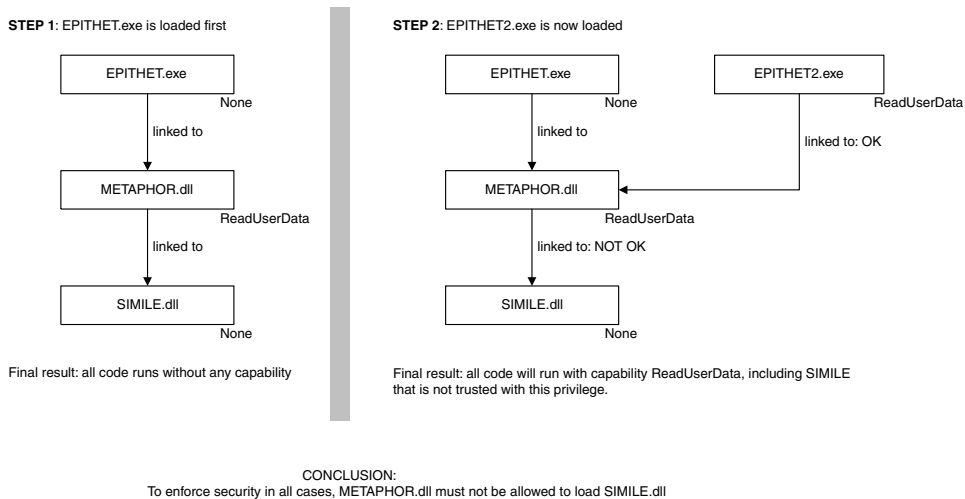 STEP 1: EPITHET.exe is loaded first
EPITHET.exe
None
linked to
METAPHOR.dll
ReadUserData
linked to
SIMILE.dll
None
Final result: all code runs without any capability
STEP 2: EPITHET2.exe is now loaded
EPITHET.exe
None
EPITHET2.exe
ReadUserData
linked to
linked to: OK
METAPHOR.dll
ReadUserData
linked to: NOT OK
SIMILE.dll
None
Final result: all code will run with capability ReadUserData, including SIMILE
that is not trusted with this privilege.
CONCLUSION:
To enforce security in all cases, METAPHOR.dll must not be allowed to load SIMILE.dll